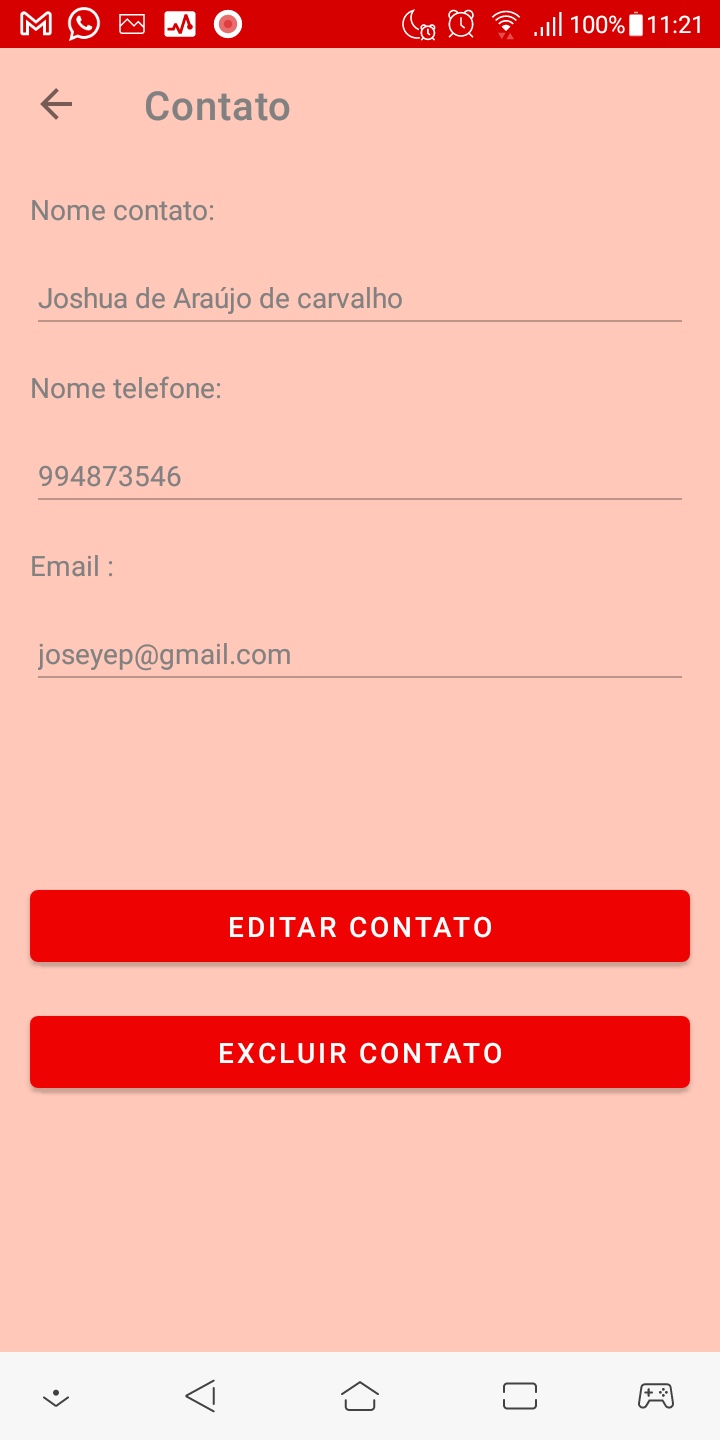 100% 11:21
Contato
Nome contato:
Joshua de Araújo de carvalho
Nome telefone:
994873546
Email :
joseyep@gmail.com
EDITAR CONTATO
EXCLUIR CONTATO